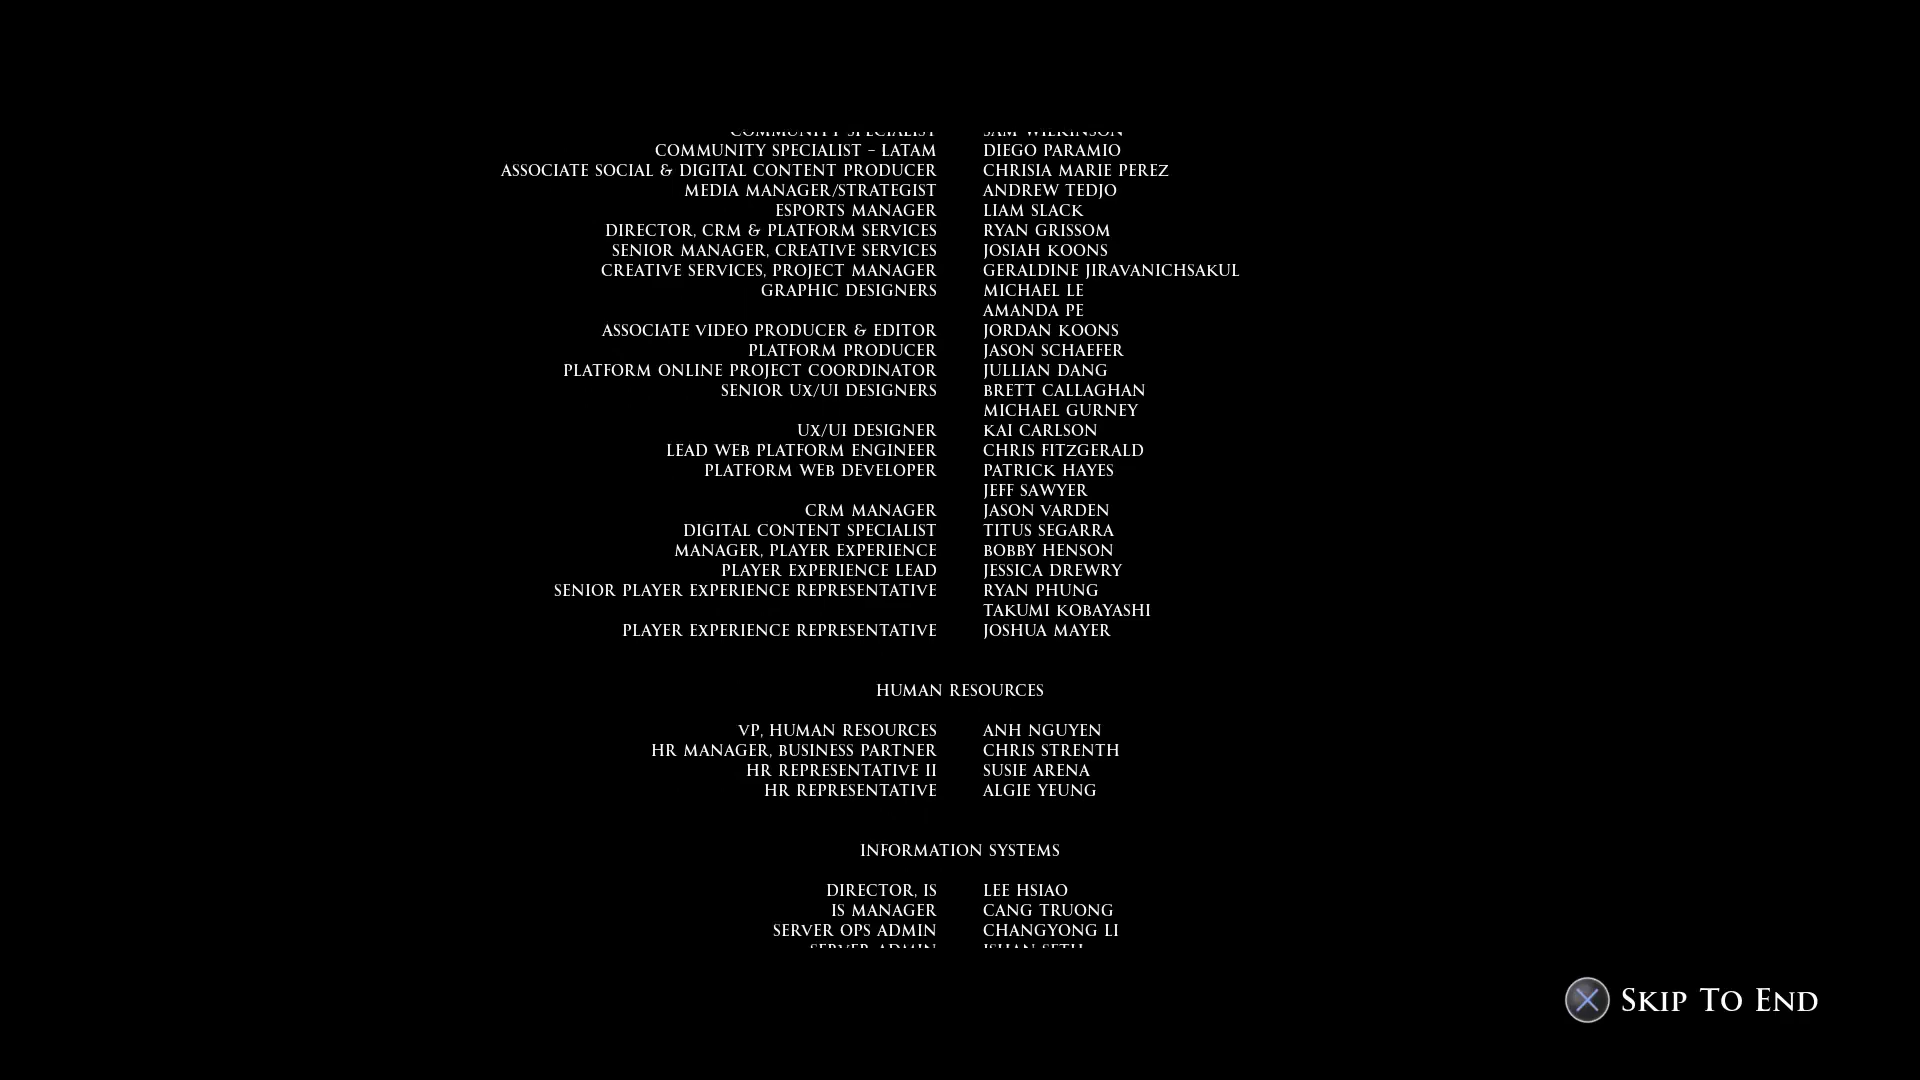 COMMUNITY SPECIALIST SAM WILKINSON
COMMUNITY SPECIALIST – LATAM DIEGO PARAMIO
ASSOCIATE SOCIAL & DIGITAL CONTENT PRODUCER CHRISIA MARIE PEREZ
MEDIA MANAGER/STRATEGIST ANDREW TEDJO
ESPORTS MANAGER LIAM SLACK
DIRECTOR, CRM & PLATFORM SERVICES RYAN GRISSOM
SENIOR MANAGER, CREATIVE SERVICES JOSIAH KOONS
CREATIVE SERVICES, PROJECT MANAGER GERALDINE JIRAVANICHSAKUL
GRAPHIC DESIGNERS MICHAEL LE
AMANDA PE
ASSOCIATE VIDEO PRODUCER & EDITOR JORDAN KOONS
PLATFORM PRODUCER JASON SCHAEFER
PLATFORM ONLINE PROJECT COORDINATOR JULLIAN DANG
SENIOR UX/UI DESIGNERS BRETT CALLAGHAN
MICHAEL GURNEY
UX/UI DESIGNER KAI CARLSON
LEAD WEB PLATFORM ENGINEER CHRIS FITZGERALD
PLATFORM WEB DEVELOPER PATRICK HAYES
JEFF SAWYER
CRM MANAGER JASON VARDEN
DIGITAL CONTENT SPECIALIST TITUS SEGARRA
MANAGER, PLAYER EXPERIENCE BOBBY HENSON
PLAYER EXPERIENCE LEAD JESSICA DREWRY
SENIOR PLAYER EXPERIENCE REPRESENTATIVE RYAN PHUNG
TAKUMI KOBAYASHI
PLAYER EXPERIENCE REPRESENTATIVE JOSHUA MAYER
HUMAN RESOURCES
VP, HUMAN RESOURCES ANH NGUYEN
HR MANAGER, BUSINESS PARTNER CHRIS STRENTH
HR REPRESENTATIVE II SUSIE ARENA
HR REPRESENTATIVE ALGIE YEUNG
INFORMATION SYSTEMS
DIRECTOR, IS LEE HSIAO
IS MANAGER CANG TRUONG
SERVER OPS ADMIN CHANGYONG LI
SERVER ADMIN ISHAN SETH
Skip To End